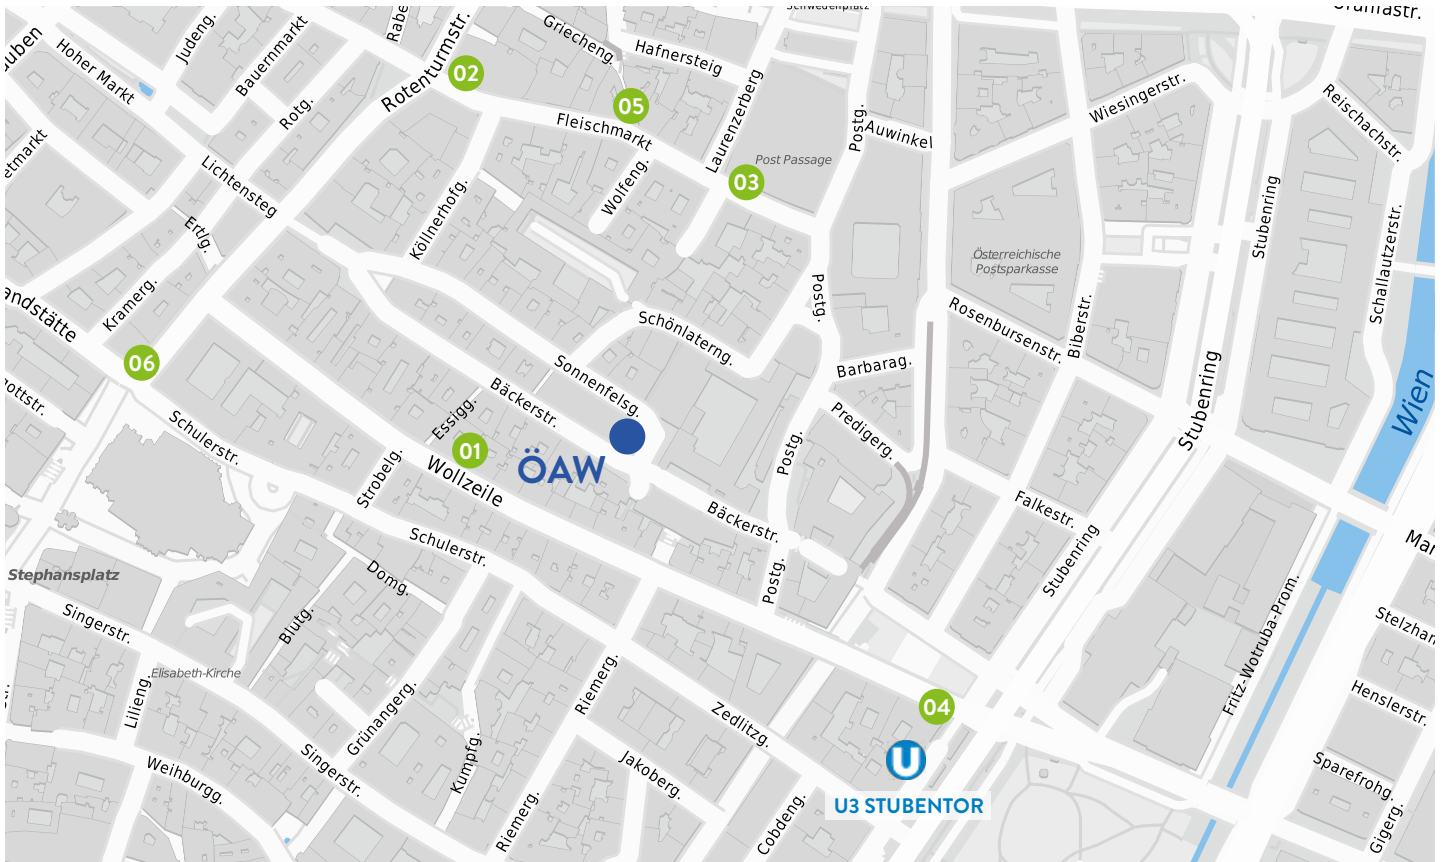 Schwedenplatz
Judeng.
Rotenturmstr.
Griecheng.
Hafnersteig
Hoher Markt
Bauernmarkt
Rotg.
02
05
Fleischmarkt
Laurenzerberg
Postg.
Auwinkel
Wiesingerstr.
Reischachstr.
Post Passage
03
Lichtensteg
Ertlg.
Köllnerhofg.
Wolfeng.
Stubenring
Schallautzerstr.
Österreichische
Postsparkasse
Kramerg.
Postg.
Schönlaterng.
Rosenbursenstr.
Biberstr.
06
Sonnenfelsg.
Barbarag.
Stubenring
Wien
Bäckerstr.
Essigg.
Predigerg.
Schulerstr.
01
ÖAW
Wollzeile
Strobelg.
Postg.
Bäckerstr.
Falkestr.
Stubenring
Schulerstr.
Domg.
Postg.
Stephansplatz
Singerstr.
Blutg.
Fritz-Wotruba-Prom.
Elisabeth-Kirche
Lilieng.
Grünangerg.
Riemerg.
04
Zedlitzg.
Henslerstr.
Kumpfg.
Singerstr.
Weihburgg.
Jakoberg.
U
U3 STUBENTOR
Sparefrohg.
Riemerg.
Cobdeng.
Gigerg.